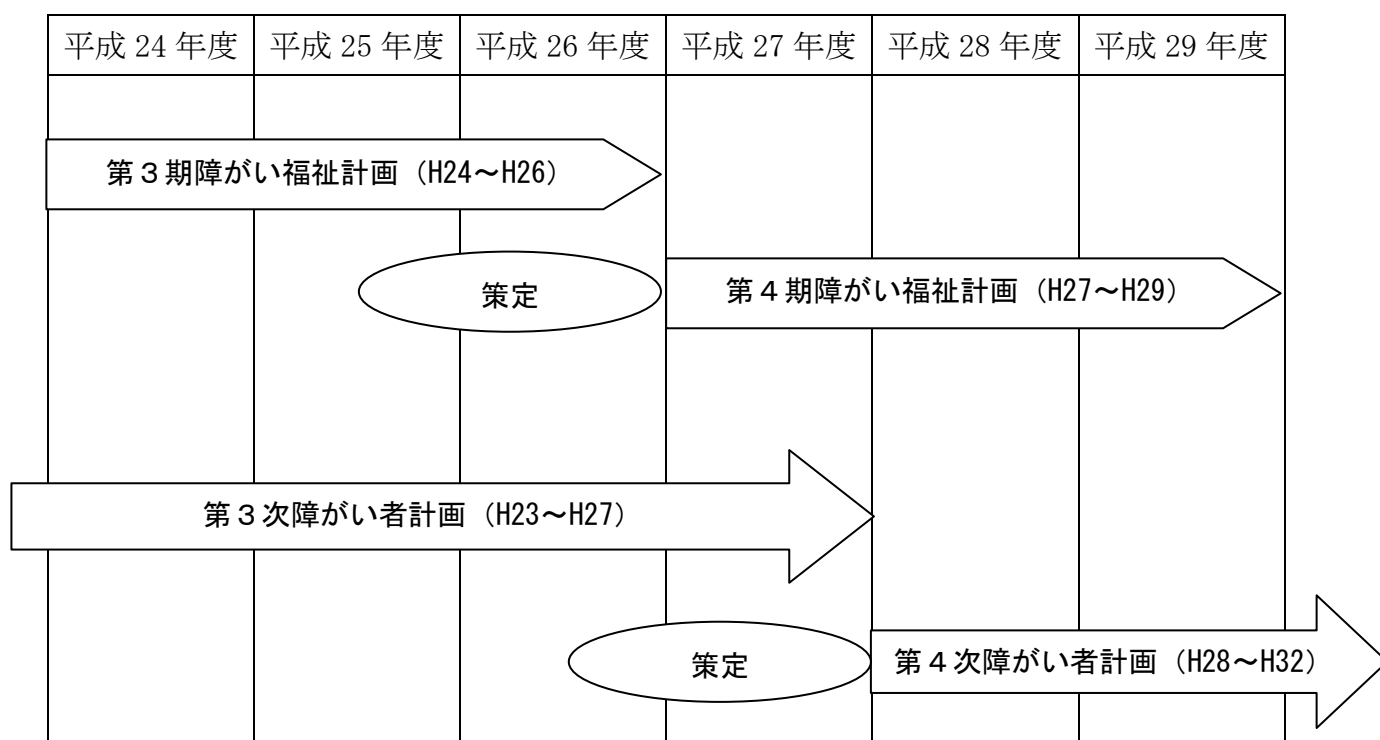 平成 24 年度 平成 25 年度 平成 26 年度 平成 27 年度 平成 28 年度 平成 29 年度
第３期障がい福祉計画（H24～H26）
策定
第４期障がい福祉計画（H27～H29）
第３次障がい者計画（H23～H27）
策定
第４次障がい者計画（H28～H32）